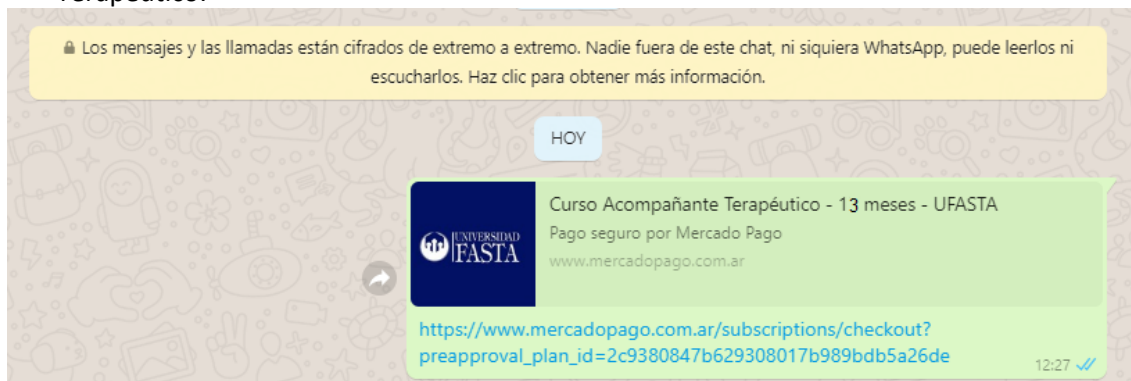 Terapéutico.
Los mensajes y las llamadas están cifrados de extremo a extremo. Nadie fuera de este chat, ni siquiera WhatsApp, puede leerlos ni
escucharlos. Haz clic para obtener más información.
HOY
UNIVERSIDAD
FASTA
Curso Acompañante Terapéutico - 13 meses - UFASTA
Pago seguro por Mercado Pago
www.mercadopago.com.ar
https://www.mercadopago.com.ar/subscriptions/checkout?
preapproval_plan_id=2c9380847b629308017b989bdb5a26de
12:27